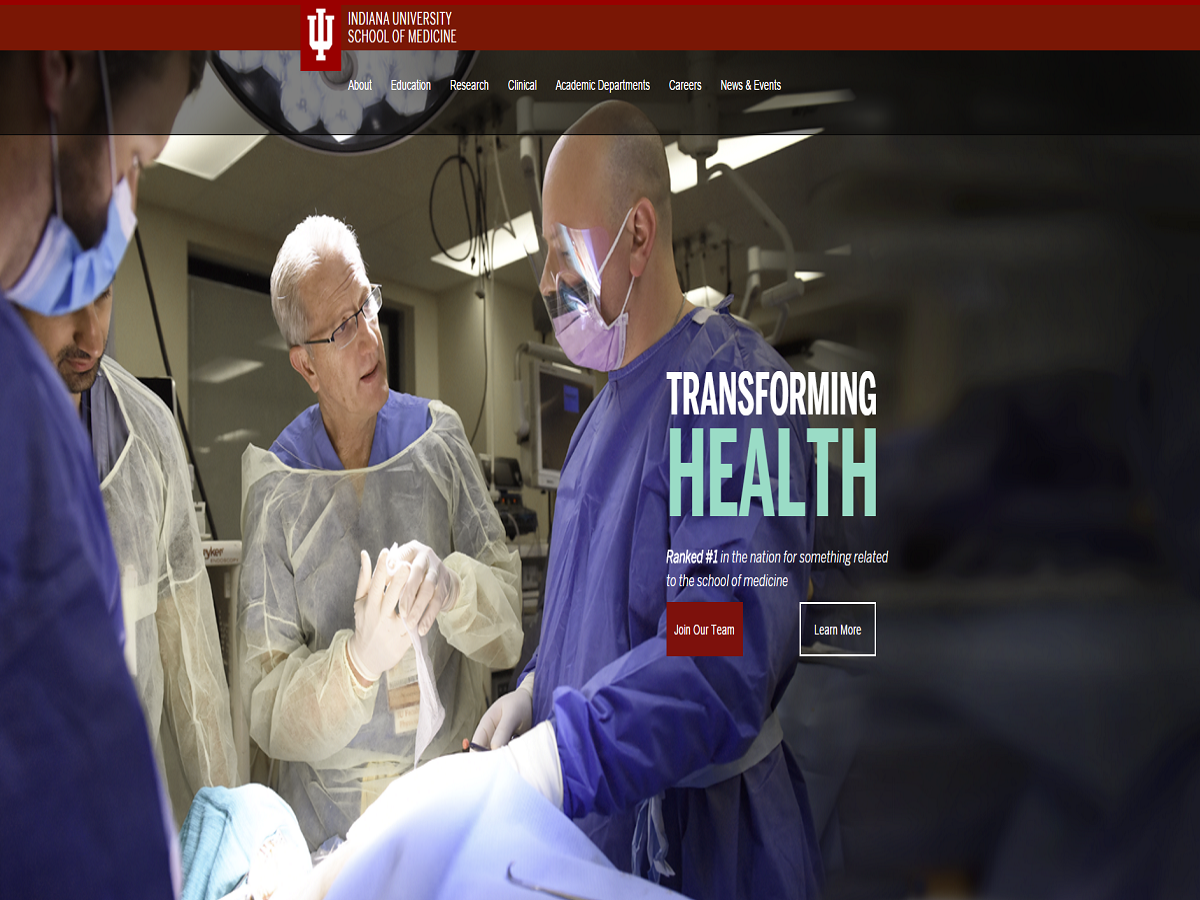 INDIANA UNIVERSITY
SCHOOL OF MEDICINE
About Education Research Clinical Academic Departments Careers News & Events
TRANSFORMING
HEALTH
Ranked #1 in the nation for something related
to the school of medicine
Join Our Team Learn More